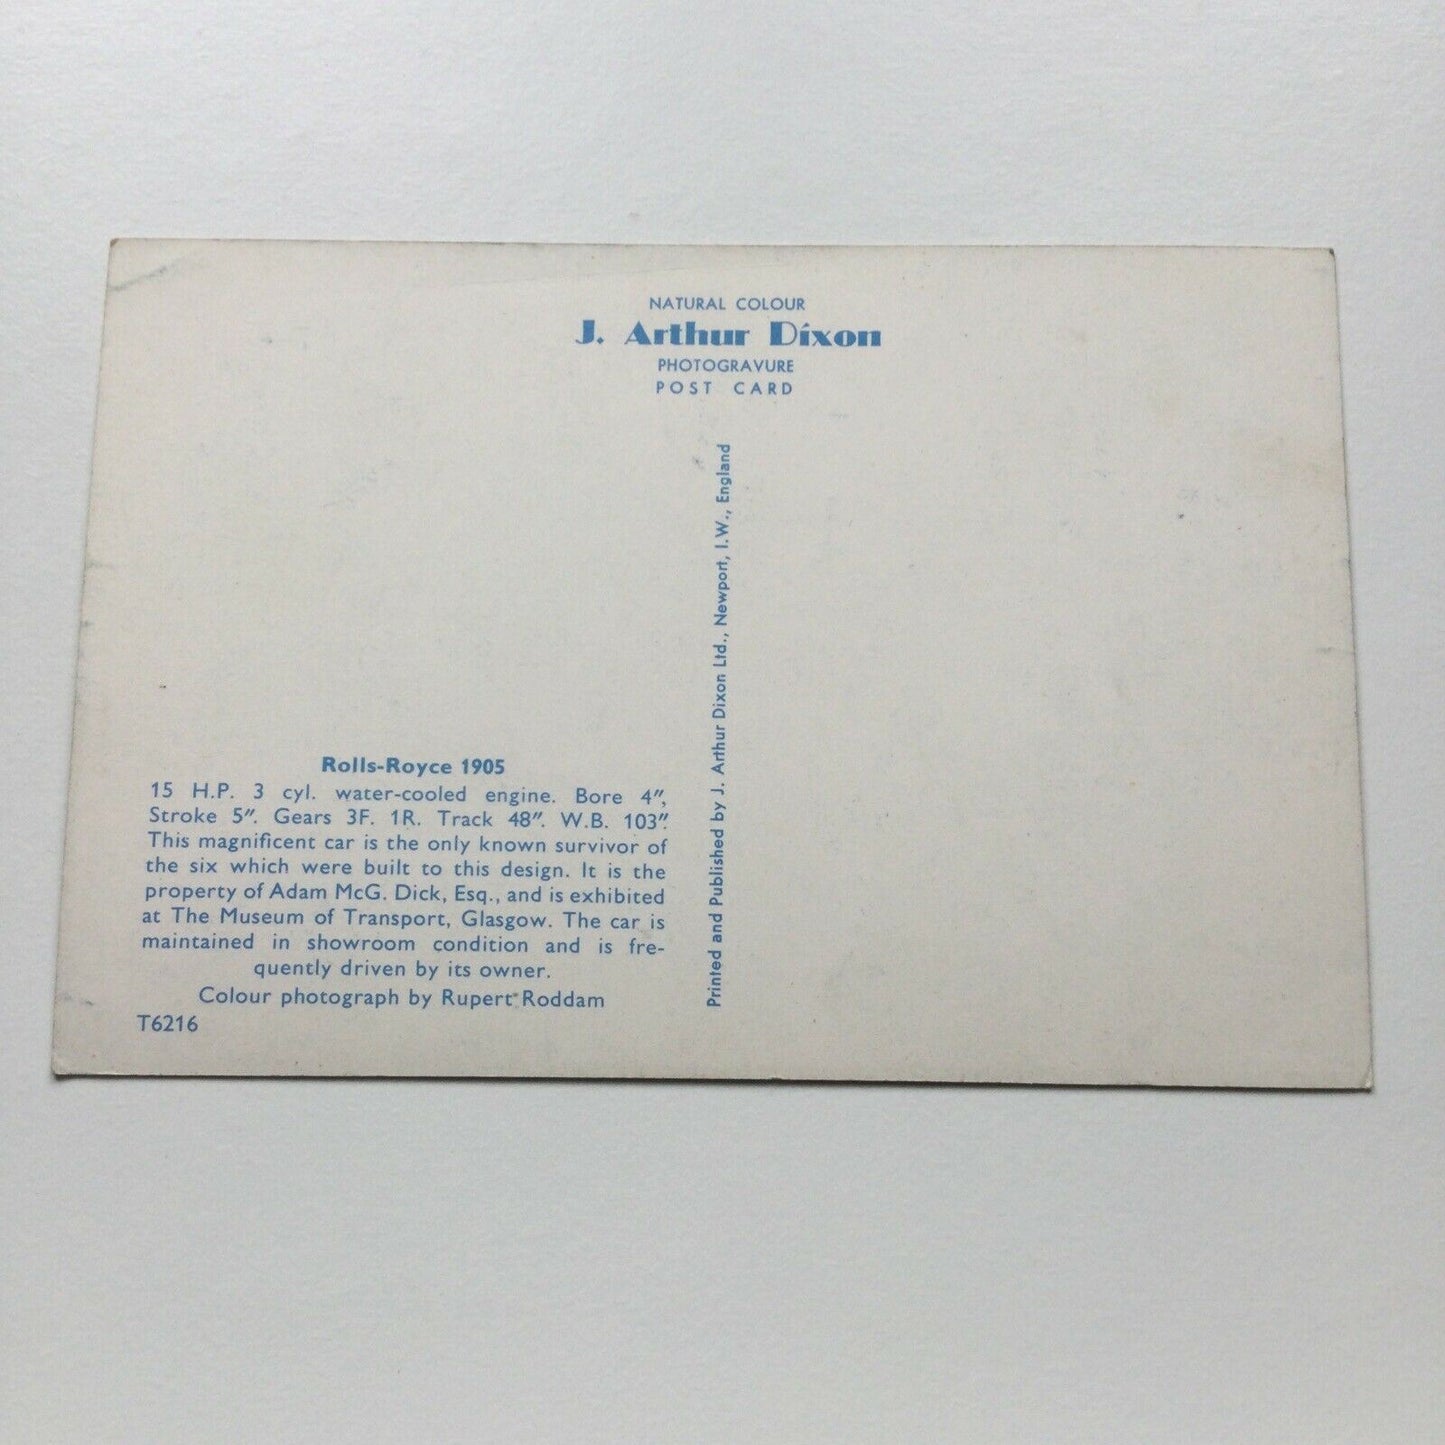 NATURAL COLOUR
J. Arthur Dixon
PHOTOGRAVURE
POST CARD
Rolls-Royce 1905
15 H.P. 3 cyl. water-cooled engine. Bore 4″,
Stroke 5″. Gears 3F. 1R. Track 48″. W.B. 103″.
This magnificent car is the only known survivor of
the six which were built to this design. It is the
property of Adam McG. Dick, Esq., and is exhibited
at The Museum of Transport, Glasgow. The car is
maintained in showroom condition and is fre-
quently driven by its owner.
Colour photograph by Rupert Roddam
T6216
Printed and Published by J. Arthur Dixon Ltd., Newport, I.W., England